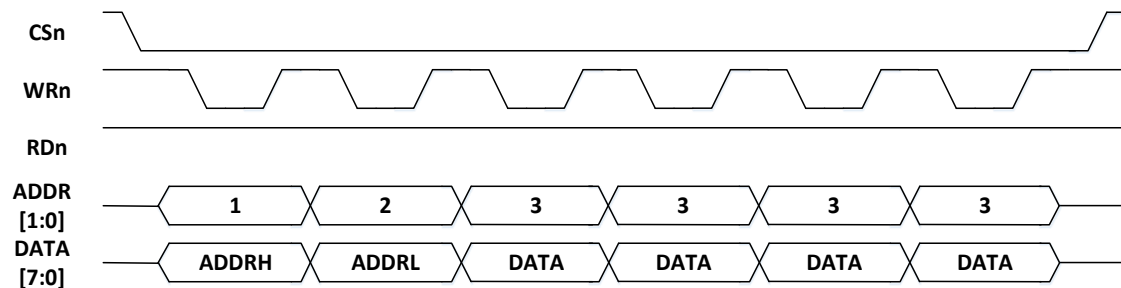 CSn
WRn
RDn
ADDR
[1:0]
1 2 3 3 3 3
DATA
[7:0]
ADDRH ADDRL DATA DATA DATA DATA